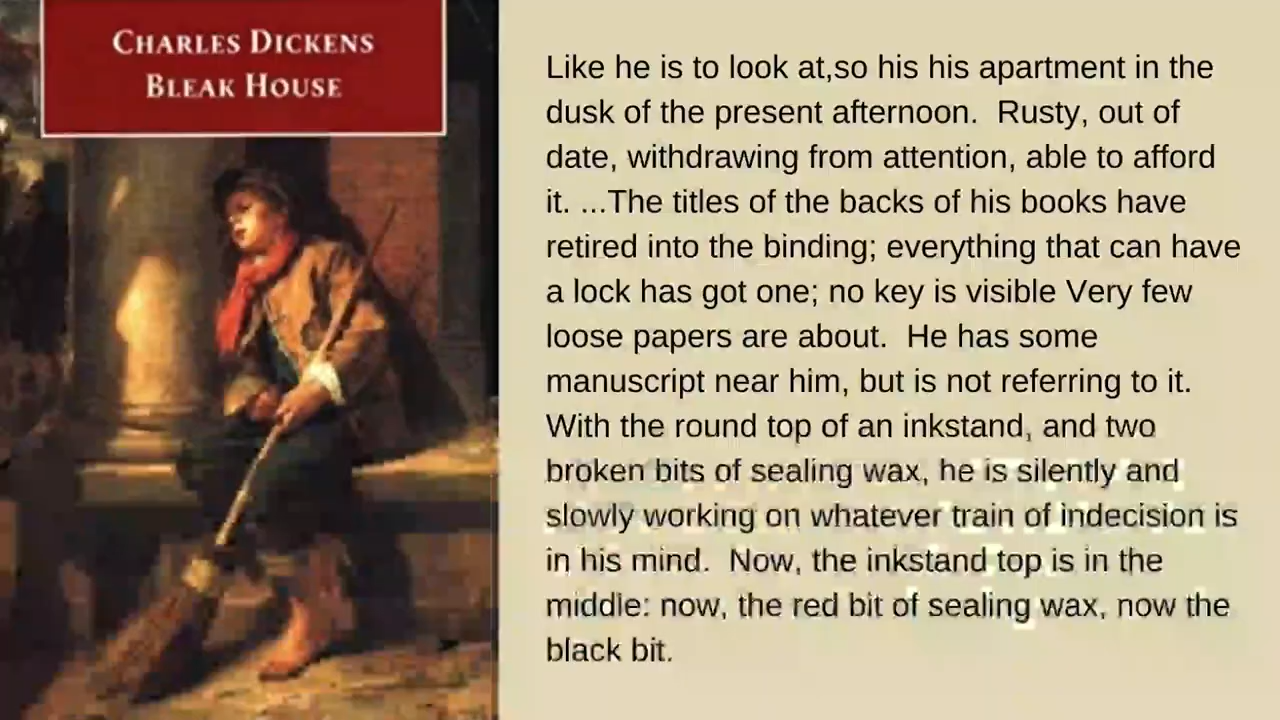 CHARLES DICKENS
BLEAK HOUSE
Like he is to look at,so his his apartment in the
dusk of the present afternoon.  Rusty, out of
date, withdrawing from attention, able to afford
it. ...The titles of the backs of his books have
retired into the binding; everything that can have
a lock has got one; no key is visible Very few
loose papers are about.  He has some
manuscript near him, but is not referring to it.
With the round top of an inkstand, and two
broken bits of sealing wax, he is silently and
slowly working on whatever train of indecision is
in his mind.  Now, the inkstand top is in the
middle: now, the red bit of sealing wax, now the
black bit.